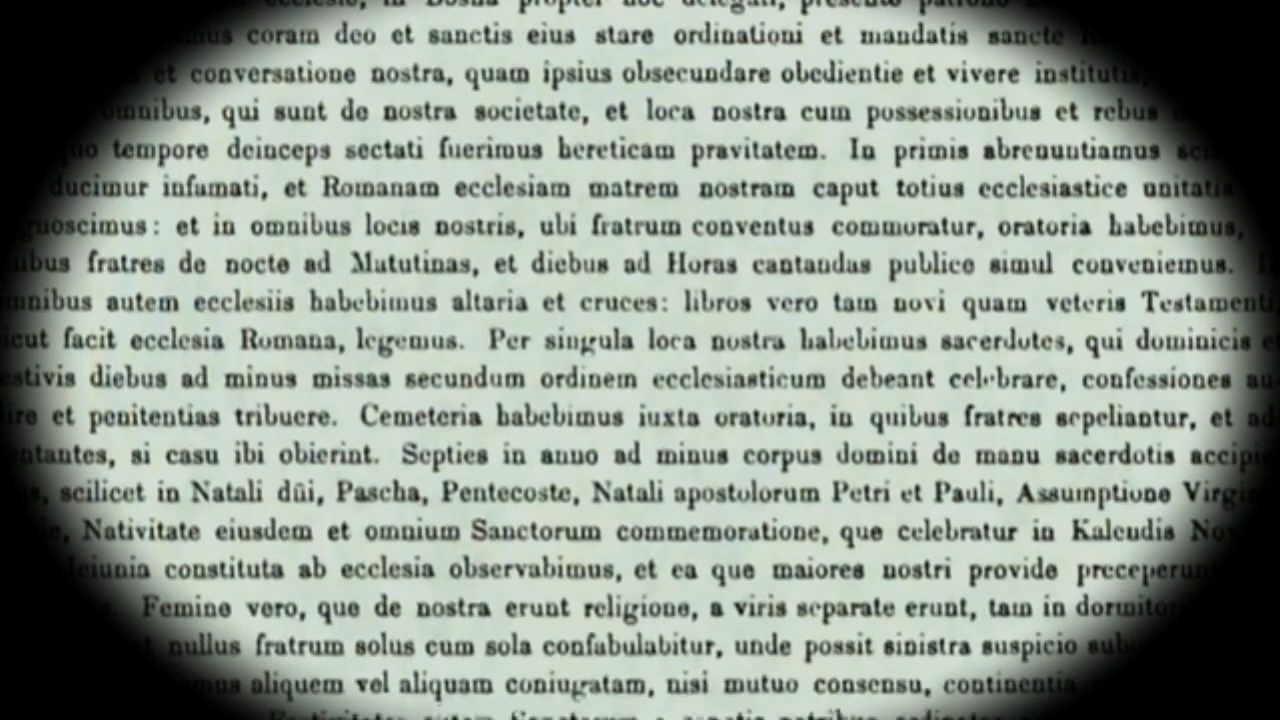 ecclesie, in Bosna propter hoc delegati, presente
coram deo et sanctis eius stare ordinationi et mandatis sancte
et conversatione nostra, quam ipsius obsecundare obedientie et vivere institutis,
omnibus, qui sunt de nostra societate, et loca nostra cum possessionibus et rebus
tempore deinceps sectati fuerimus hereticam pravitatem. In primis abrenuntiamus
ducimur infamati, et Romanam ecclesiam matrem nostram caput totius ecclesiastice unitatis
gnoscimus: et in omnibus locis nostris, ubi fratrum conventus commoratur, oratoria habebimus,
ibus fratres de nocte ad Matutinas, et diebus ad Horas cantandas publice simul conveniemus.
mnibus autem ecclesiis habebimus altaria et cruces: libros vero tam novi quam veteris Testamenti
icut facit ecclesia Romana, legemus. Per singula loca nostra habebimus sacerdotes, qui dominicis e
estivis diebus ad minus missas secundum ordinem ecclesiasticum debeant celebrare, confessiones au
ire et penitentias tribuere. Cemeteria habebimus iuxta oratoria, in quibus fratres sepeliantur, et ad
ntantes, si casu ibi obierint. Septies in anno ad minus corpus domini de manu sacerdotis accipie
scilicet in Natali dñi, Pascha, Pentecoste, Natali apostolorum Petri et Pauli, Assumptione Virgin
e, Nativitate eiusdem et omnium Sanctorum commemoratione, que celebratur in Kalendis Nov
Ieiunia constituta ab ecclesia observabimus, et ea que maiores nostri provide preceperunt
Femine vero, que de nostra erunt religione, a viris separate erunt, tam in dormitor
nullus fratrum solus cum sola confabulabitur, unde possit sinistra suspicio sub
mus aliquem vel aliquam coniugatam, nisi mutuo consensu, continentia